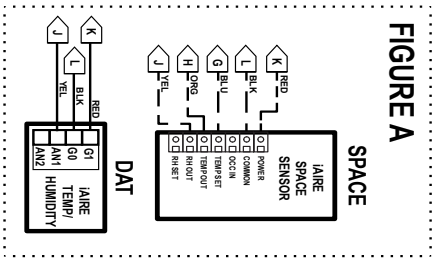 FIGURE A
SPACE
iAIRE
SPACE
SENSOR
K RED POWER
L BLK COMMON
OCC IN
G BLU TEMPSET
H ORG TEMPOUT
J YEL RH OUT
RH SET
DAT
K RED G1
L BLK G0
J YEL AN1
AN2
iAIRE
TEMP/
HUMIDITY